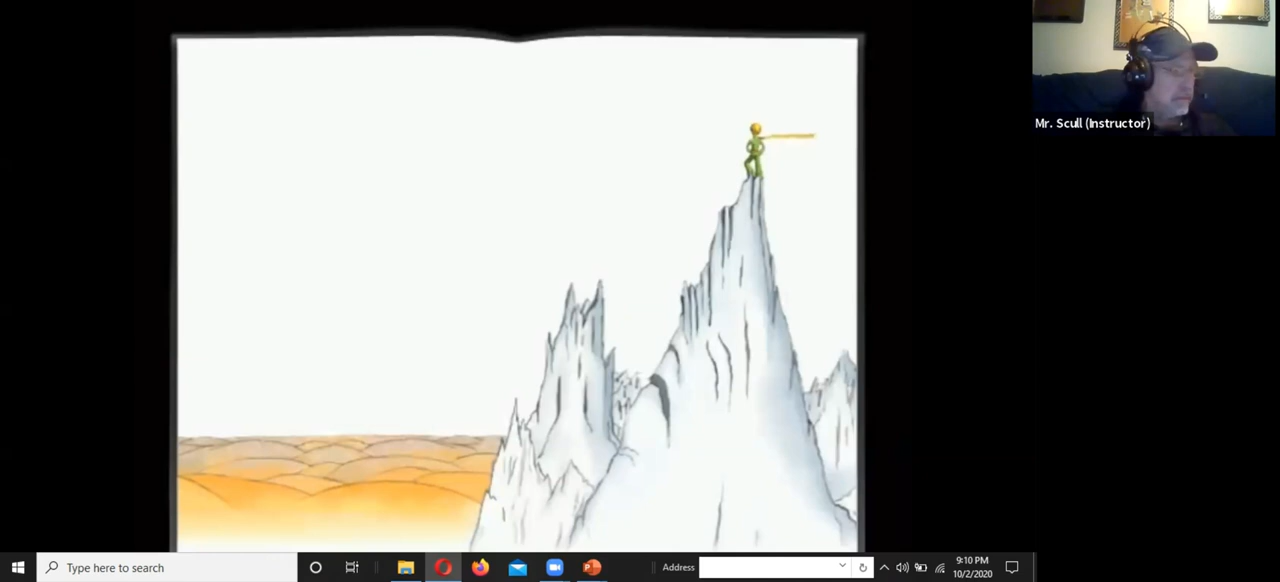 Mr. Scull (Instructor)
Type here to search
Address
9:10 PM
10/2/2020